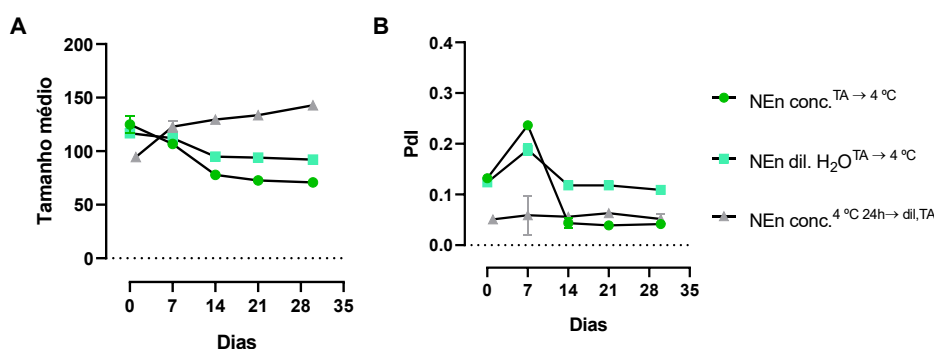 A
Tamanho médio
200
150
100
50
0
0 7 14 21 28 35
Dias
B
PdI
0.4
0.3
0.2
0.1
0.0
0 7 14 21 28 35
Dias
NEn conc.TA → 4 ºC
NEn dil. H₂OTA → 4 ºC
NEn conc.4 ºC 24h→ dil,TA